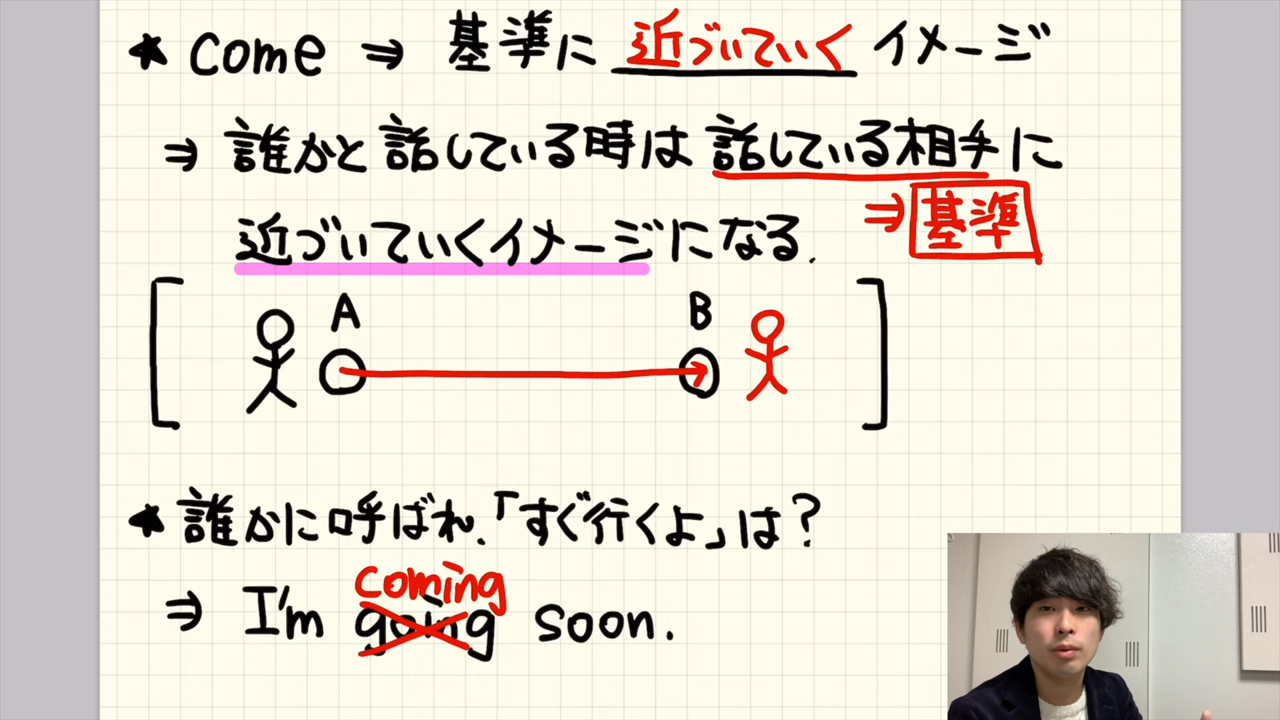 ★ come ⇒ 基準に 近づいていく イメージ
⇒ 誰かと話している時は話している相手に
⇒ 基準
近づいていくイメージになる.
A B
★ 誰かに呼ばれ、「すぐ行くよ」は？
coming
⇒ I'm going soon.